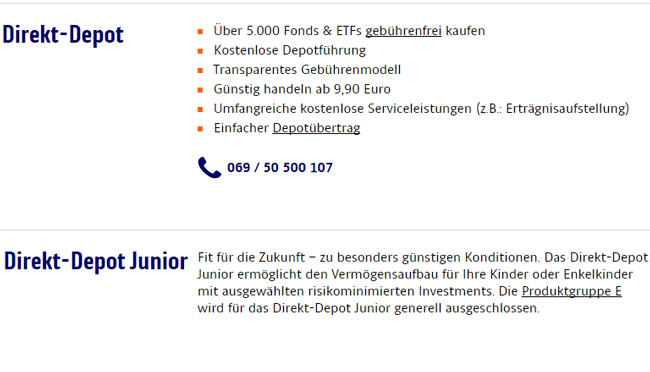 Direkt-Depot
Über 5.000 Fonds & ETFs gebührenfrei kaufen
Kostenlose Depotführung
Transparentes Gebührenmodell
Günstig handeln ab 9,90 Euro
Umfangreiche kostenlose Serviceleistungen (z.B.: Erträgnisaufstellung)
Einfacher Depotübertrag
069 / 50 500 107
Direkt-Depot Junior
Fit für die Zukunft – zu besonders günstigen Konditionen. Das Direkt-Depot
Junior ermöglicht den Vermögensaufbau für Ihre Kinder oder Enkelkinder
mit ausgewählten risikominimierten Investments. Die Produktgruppe E
wird für das Direkt-Depot Junior generell ausgeschlossen.